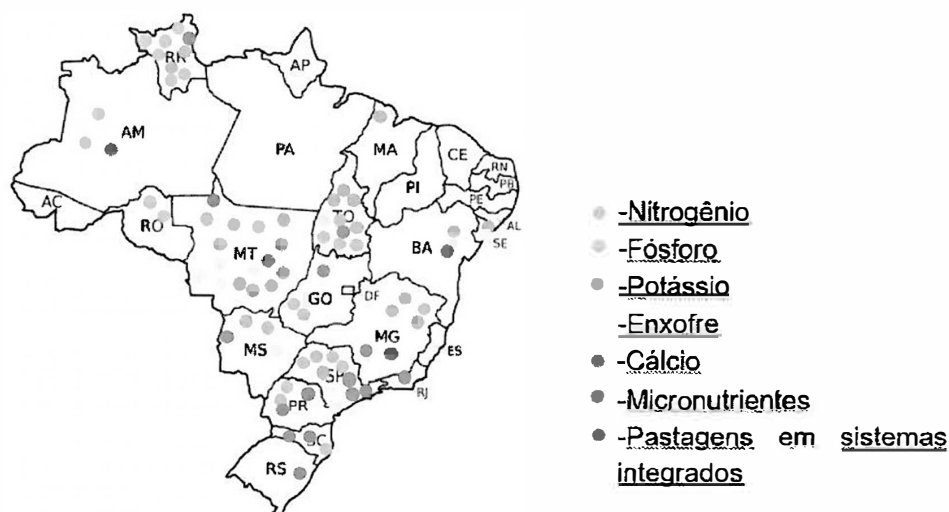 RR
AP
AM
PA
MA
CE
RN
PB
PI
PE
AC
TO
AL
RO
SE
BA
MT
GO
DF
MG
MS
ES
SP
RJ
PR
SC
RS
-Nitrogênio
-Fósforo
-Potássio
-Enxofre
-Cálcio
-Micronutrientes
-Pastagens em sistemas
integrados